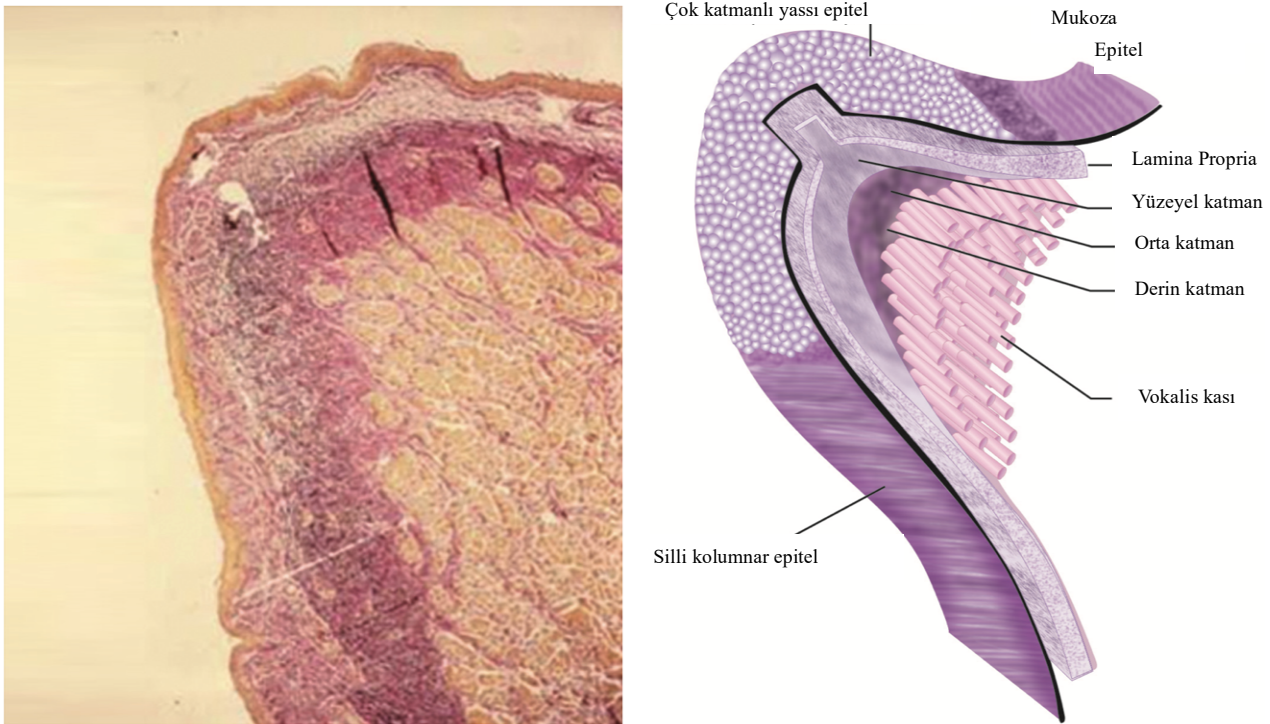 Çok katmanlı yassı epitel
Mukoza
Epitel
Lamina Propria
Yüzeyel katman
Orta katman
Derin katman
Vokalis kası
Silli kolumnar epitel